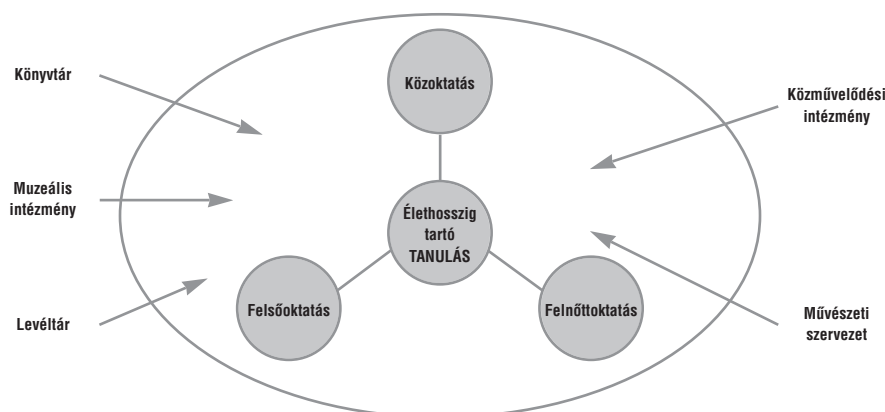 Könyvtár
Közoktatás
Közművelődési
intézmény
Muzeális
intézmény
Élethosszig
tartó
TANULÁS
Levéltár
Felsőoktatás
Felnőttoktatás
Művészeti
szervezet